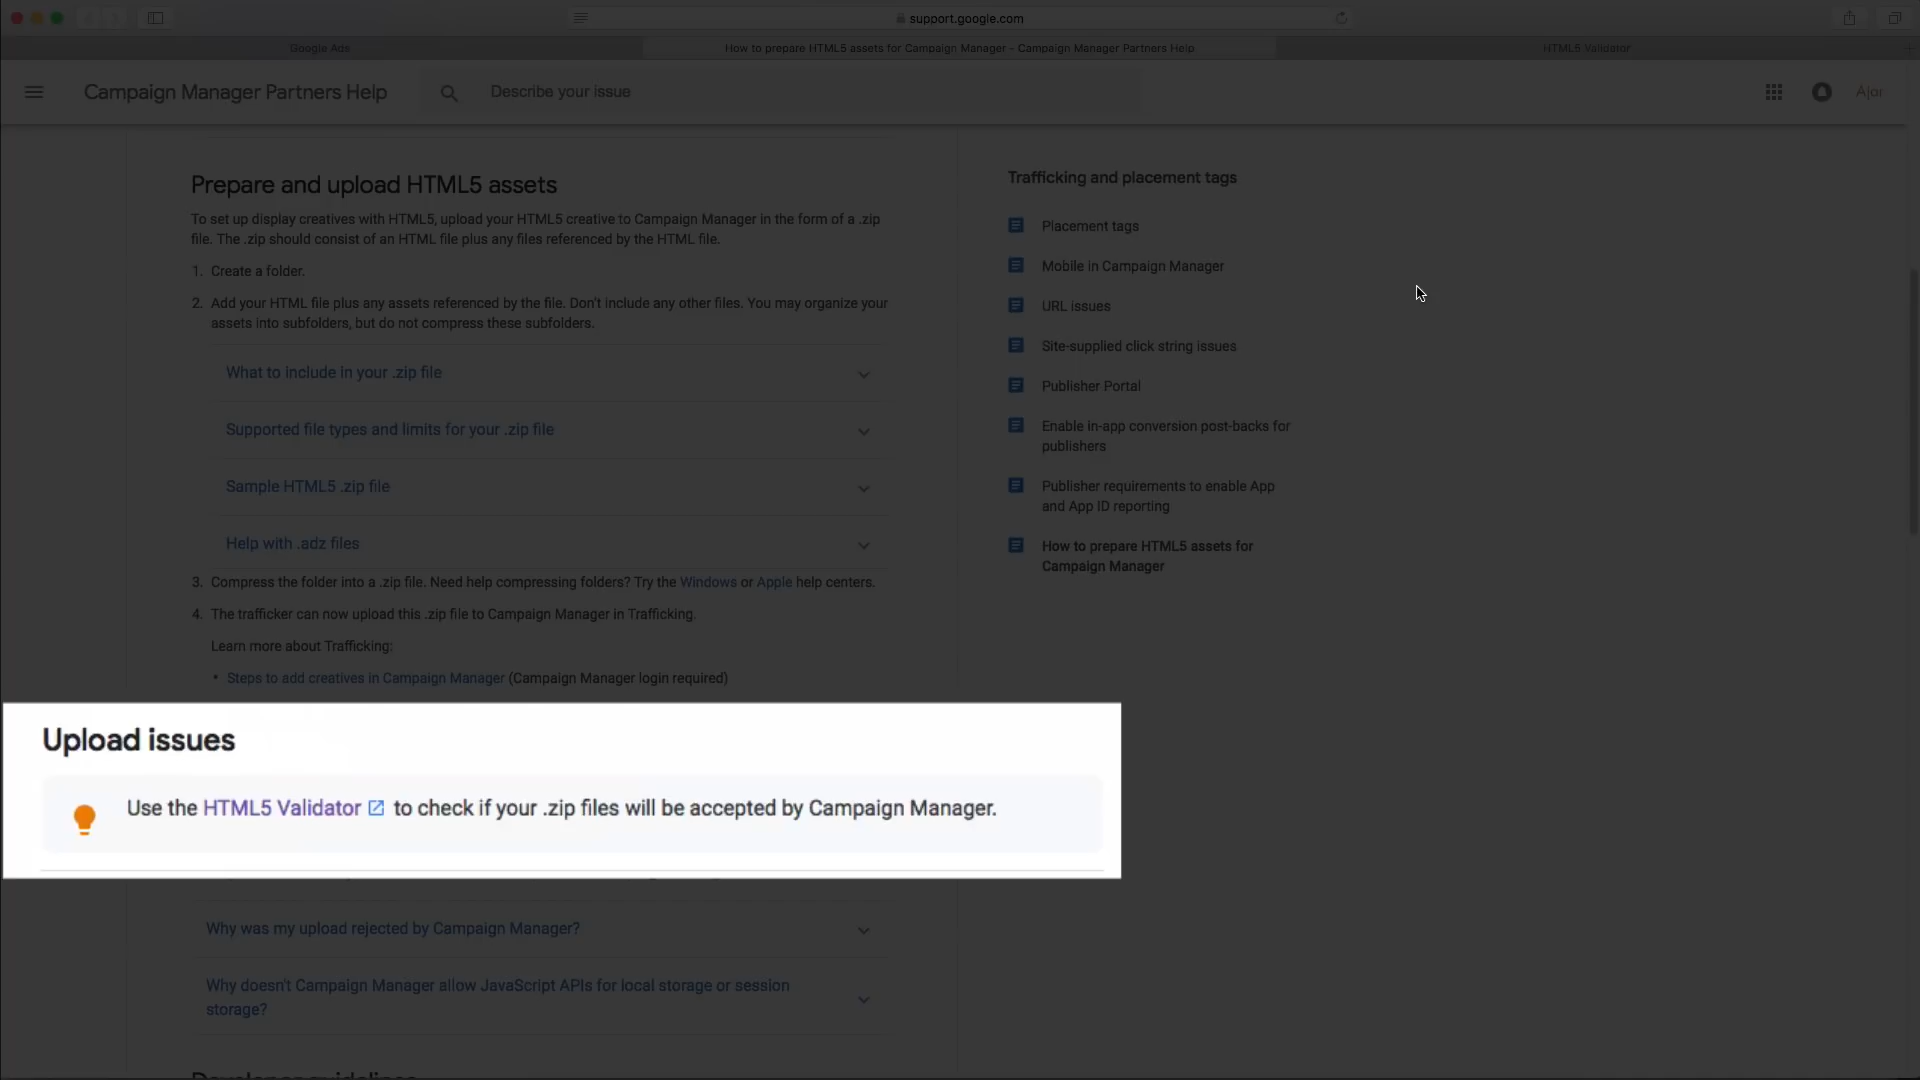 support.google.com
Google Ads
How to prepare HTML5 assets for Campaign Manager - Campaign Manager Partners Help
HTML5 Validator
Campaign Manager Partners Help
Describe your issue
Ajar
Prepare and upload HTML5 assets
To set up display creatives with HTML5, upload your HTML5 creative to Campaign Manager in the form of a .zip
file. The .zip should consist of an HTML file plus any files referenced by the HTML file.
1. Create a folder.
2. Add your HTML file plus any assets referenced by the file. Don't include any other files. You may organize your
assets into subfolders, but do not compress these subfolders.
What to include in your .zip file
Supported file types and limits for your .zip file
Sample HTML5 .zip file
Help with .adz files
3. Compress the folder into a .zip file. Need help compressing folders? Try the Windows or Apple help centers.
4. The trafficker can now upload this .zip file to Campaign Manager in Trafficking.
Learn more about Trafficking:
• Steps to add creatives in Campaign Manager (Campaign Manager login required)
Upload issues
Use the HTML5 Validator to check if your .zip files will be accepted by Campaign Manager.
Why was my upload rejected by Campaign Manager?
Why doesn't Campaign Manager allow JavaScript APIs for local storage or session
storage?
Developer guidelines
Trafficking and placement tags
Placement tags
Mobile in Campaign Manager
URL issues
Site-supplied click string issues
Publisher Portal
Enable in-app conversion post-backs for
publishers
Publisher requirements to enable App
and App ID reporting
How to prepare HTML5 assets for
Campaign Manager